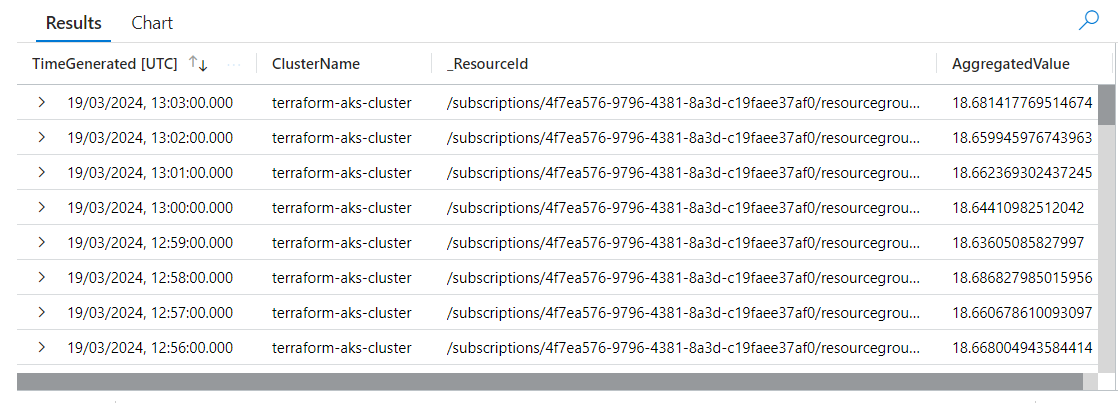 Results Chart
TimeGenerated [UTC] ↑↓ ... ClusterName _ResourceId AggregatedValue
> 19/03/2024, 13:03:00.000 terraform-aks-cluster /subscriptions/4f7ea576-9796-4381-8a3d-c19faee37af0/resourcegrou... 18.681417769514674
> 19/03/2024, 13:02:00.000 terraform-aks-cluster /subscriptions/4f7ea576-9796-4381-8a3d-c19faee37af0/resourcegrou... 18.659945976743963
> 19/03/2024, 13:01:00.000 terraform-aks-cluster /subscriptions/4f7ea576-9796-4381-8a3d-c19faee37af0/resourcegrou... 18.662369302437245
> 19/03/2024, 13:00:00.000 terraform-aks-cluster /subscriptions/4f7ea576-9796-4381-8a3d-c19faee37af0/resourcegrou... 18.64410982512042
> 19/03/2024, 12:59:00.000 terraform-aks-cluster /subscriptions/4f7ea576-9796-4381-8a3d-c19faee37af0/resourcegrou... 18.63605085827997
> 19/03/2024, 12:58:00.000 terraform-aks-cluster /subscriptions/4f7ea576-9796-4381-8a3d-c19faee37af0/resourcegrou... 18.686827985015956
> 19/03/2024, 12:57:00.000 terraform-aks-cluster /subscriptions/4f7ea576-9796-4381-8a3d-c19faee37af0/resourcegrou... 18.660678610093097
> 19/03/2024, 12:56:00.000 terraform-aks-cluster /subscriptions/4f7ea576-9796-4381-8a3d-c19faee37af0/resourcegrou... 18.668004943584414